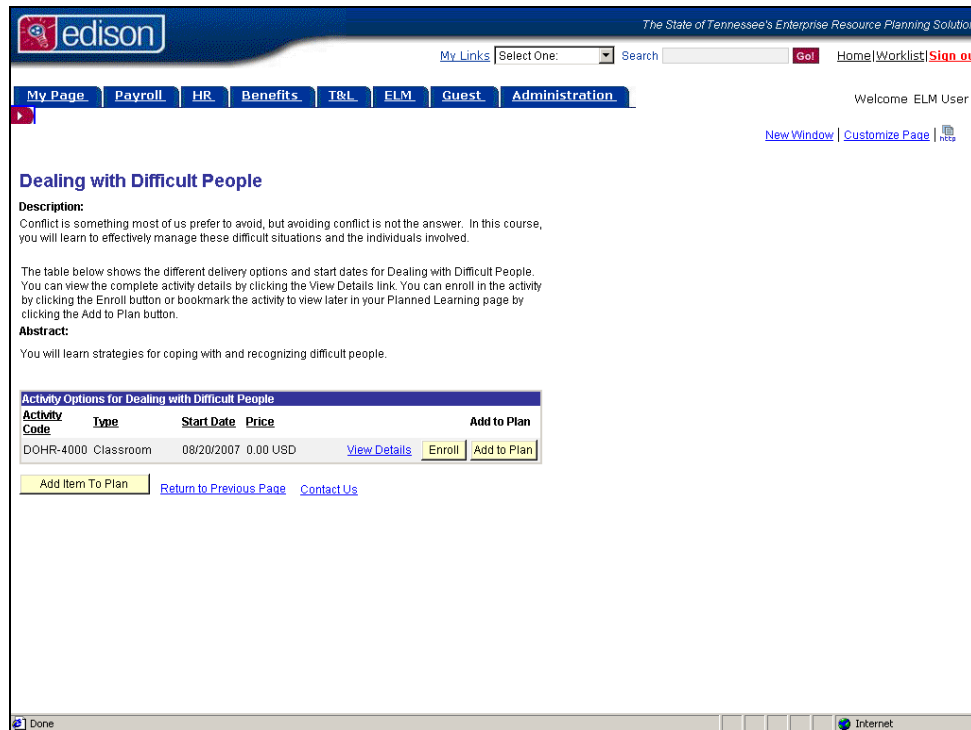 edison
The State of Tennessee's Enterprise Resource Planning Solution
My Links Select One: Search Go! Home|Worklist|Sign ou
My Page Payroll HR Benefits T&L ELM Guest Administration
Welcome ELM User
New Window | Customize Page | http
Dealing with Difficult People
Description:
Conflict is something most of us prefer to avoid, but avoiding conflict is not the answer. In this course,
you will learn to effectively manage these difficult situations and the individuals involved.
The table below shows the different delivery options and start dates for Dealing with Difficult People.
You can view the complete activity details by clicking the View Details link. You can enroll in the activity
by clicking the Enroll button or bookmark the activity to view later in your Planned Learning page by
clicking the Add to Plan button.
Abstract:
You will learn strategies for coping with and recognizing difficult people.
Activity Options for Dealing with Difficult People
Activity Code Type Start Date Price Add to Plan
DOHR-4000 Classroom 08/20/2007 0.00 USD View Details Enroll Add to Plan
Add Item To Plan Return to Previous Page Contact Us
Done Internet